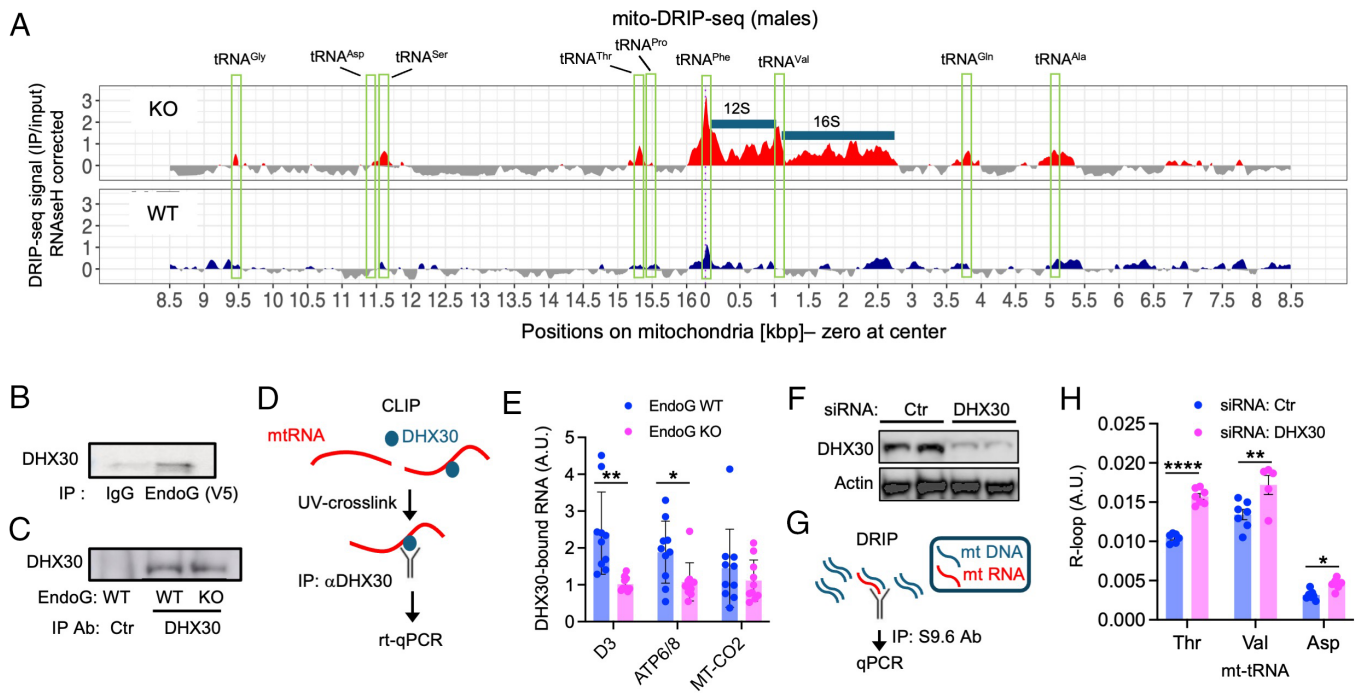 A
mito-DRIP-seq (males)
tRNAGly
tRNAAsp
tRNASer
tRNAThr
tRNAPro
tRNAPhe
tRNAVal
tRNAGln
tRNAAla
DRIP-seq signal (IP/input)
RNAseH corrected
KO
12S
16S
3
2
1
0
WT
3
2
1
0
8.5 9 9.5 10 10.5 11 11.5 12 12.5 13 13.5 14 14.5 15 15.5 16 0 0.5 1 1.5 2 2.5 3 3.5 4 4.5 5 5.5 6 6.5 7 7.5 8 8.5
Positions on mitochondria [kbp]– zero at center
B
DHX30
IP : IgG EndoG (V5)
C
DHX30
EndoG: WT WT KO
IP Ab: Ctr DHX30
D
CLIP
mtRNA
DHX30
UV-crosslink
IP: αDHX30
rt-qPCR
E
EndoG WT
EndoG KO
DHX30-bound RNA (A.U.)
5
4
3
2
1
0
** *
D3 ATP6/8 MT-CO2
F
siRNA: Ctr DHX30
DHX30
Actin
G
DRIP
mt DNA
mt RNA
IP: S9.6 Ab
qPCR
H
siRNA: Ctr
siRNA: DHX30
R-loop (A.U.)
0.025
0.020
0.015
0.010
0.005
0.000
**** ** *
Thr Val Asp
mt-tRNA